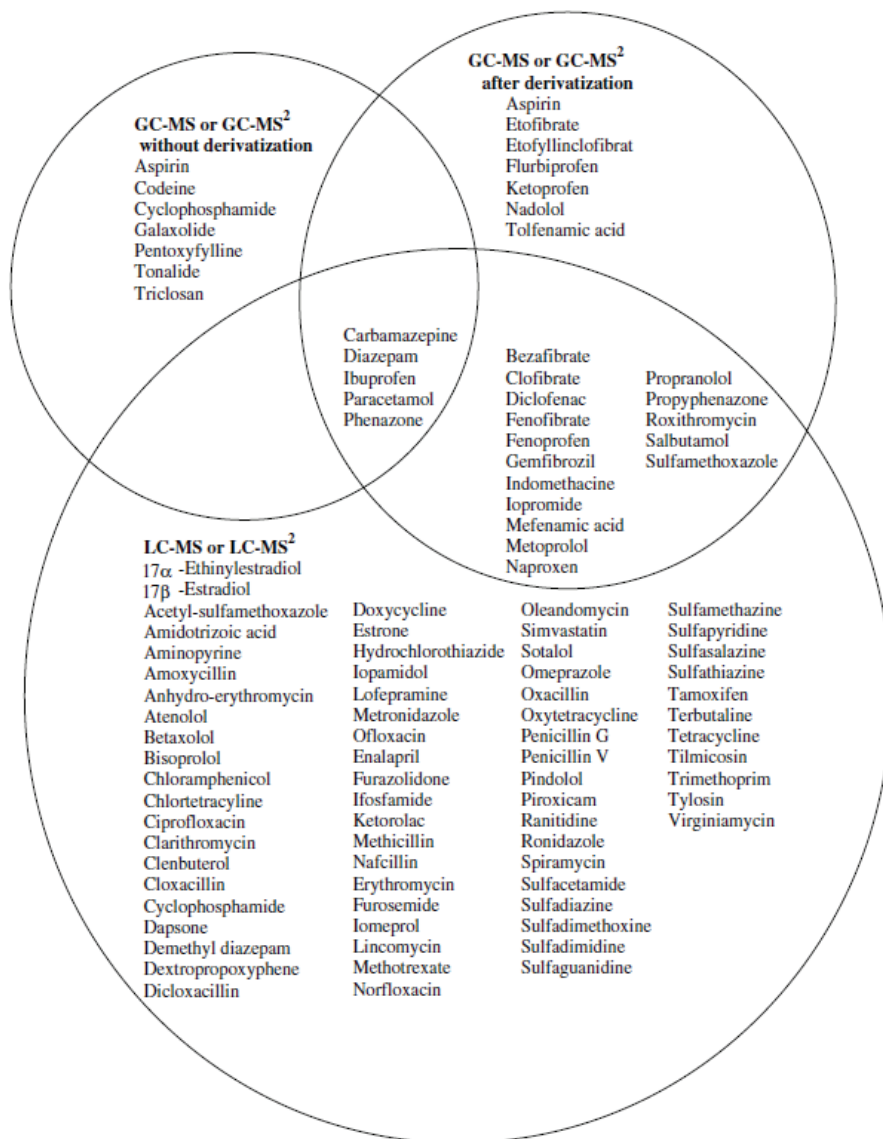 GC-MS or GC-MS2
after derivatization
Aspirin
Etofibrate
Etofyllinclofibrat
Flurbiprofen
Ketoprofen
Nadolol
Tolfenamic acid
GC-MS or GC-MS2
without derivatization
Aspirin
Codeine
Cyclophosphamide
Galaxolide
Pentoxyfylline
Tonalide
Triclosan
Carbamazepine
Diazepam
Ibuprofen
Paracetamol
Phenazone
Bezafibrate
Clofibrate
Diclofenac
Fenofibrate
Fenoprofen
Gemfibrozil
Indomethacine
Iopromide
Mefenamic acid
Metoprolol
Naproxen
Propranolol
Propyphenazone
Roxithromycin
Salbutamol
Sulfamethoxazole
LC-MS or LC-MS2
17α -Ethinylestradiol
17β -Estradiol
Acetyl-sulfamethoxazole
Amidotrizoic acid
Aminopyrine
Amoxycillin
Anhydro-erythromycin
Atenolol
Betaxolol
Bisoprolol
Chloramphenicol
Chlortetracyline
Ciprofloxacin
Clarithromycin
Clenbuterol
Cloxacillin
Cyclophosphamide
Dapsone
Demethyl diazepam
Dextropropoxyphene
Dicloxacillin
Doxycycline
Estrone
Hydrochlorothiazide
Iopamidol
Lofepramine
Metronidazole
Ofloxacin
Enalapril
Furazolidone
Ifosfamide
Ketorolac
Methicillin
Nafcillin
Erythromycin
Furosemide
Iomeprol
Lincomycin
Methotrexate
Norfloxacin
Oleandomycin
Simvastatin
Sotalol
Omeprazole
Oxacillin
Oxytetracycline
Penicillin G
Penicillin V
Pindolol
Piroxicam
Ranitidine
Ronidazole
Spiramycin
Sulfacetamide
Sulfadiazine
Sulfadimethoxine
Sulfadimidine
Sulfaguanidine
Sulfamethazine
Sulfapyridine
Sulfasalazine
Sulfathiazine
Tamoxifen
Terbutaline
Tetracycline
Tilmicosin
Trimethoprim
Tylosin
Virginiamycin